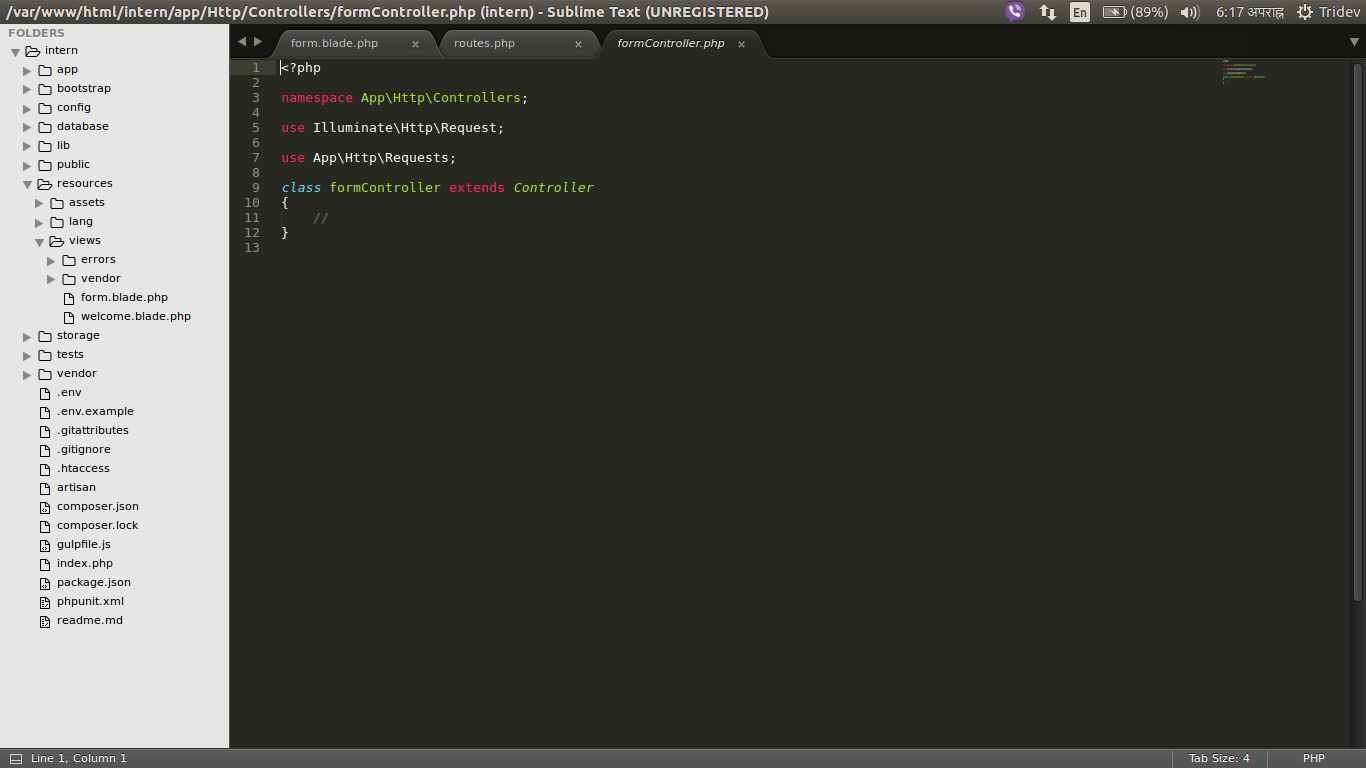 /var/www/html/intern/app/Http/Controllers/formController.php (intern) - Sublime Text (UNREGISTERED)
En (89%) 6:17 अपराह्न Tridev
FOLDERS
intern
app
bootstrap
config
database
lib
public
resources
assets
lang
views
errors
vendor
form.blade.php
welcome.blade.php
storage
tests
vendor
.env
.env.example
.gitattributes
.gitignore
.htaccess
artisan
composer.json
composer.lock
gulpfile.js
index.php
package.json
phpunit.xml
readme.md
form.blade.php × routes.php × formController.php ×
1 <?php
2
3 namespace App\Http\Controllers;
4
5 use Illuminate\Http\Request;
6
7 use App\Http\Requests;
8
9 class formController extends Controller
10 {
11     //
12 }
13
Line 1, Column 1 Tab Size: 4 PHP